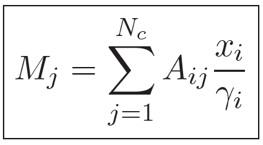 $$M_j = \sum_{j=1}^{N_c} A_{ij} \frac{x_i}{\gamma_i}$$